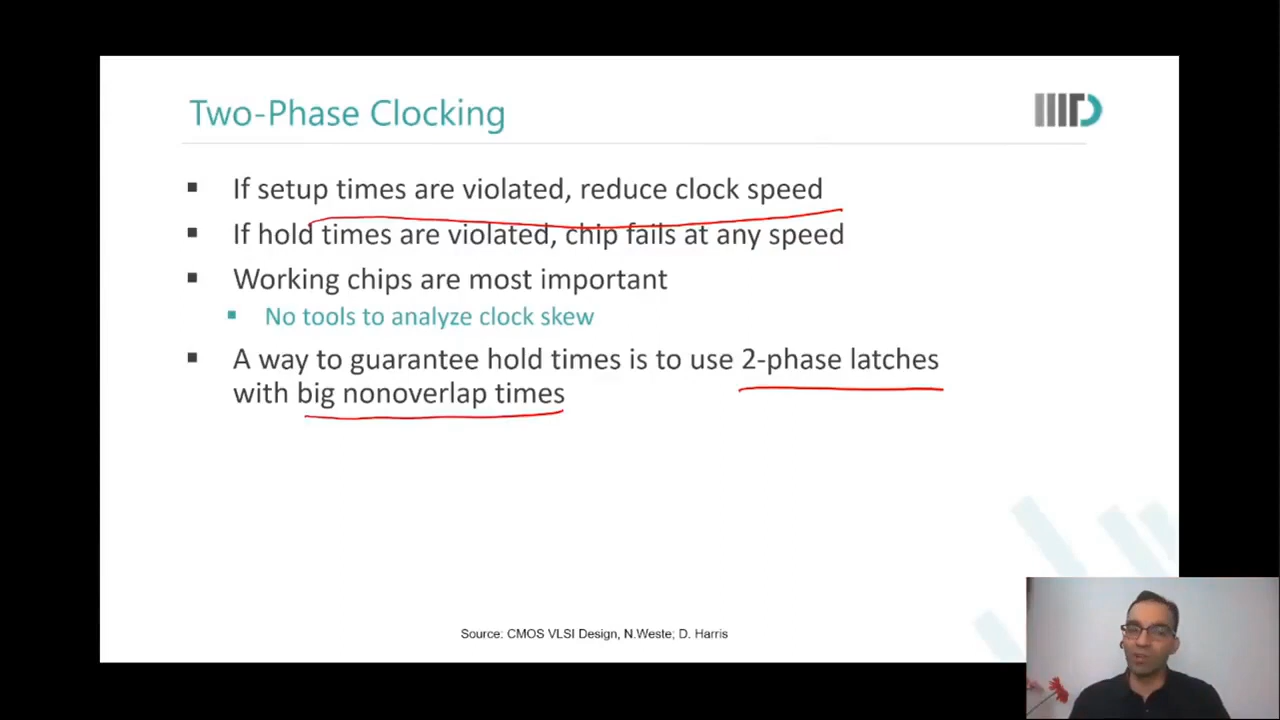 Two-Phase Clocking
IIITD
▪ If setup times are violated, reduce clock speed
▪ If hold times are violated, chip fails at any speed
▪ Working chips are most important
▪ No tools to analyze clock skew
▪ A way to guarantee hold times is to use 2-phase latches
with big nonoverlap times
Source: CMOS VLSI Design, N.Weste; D. Harris